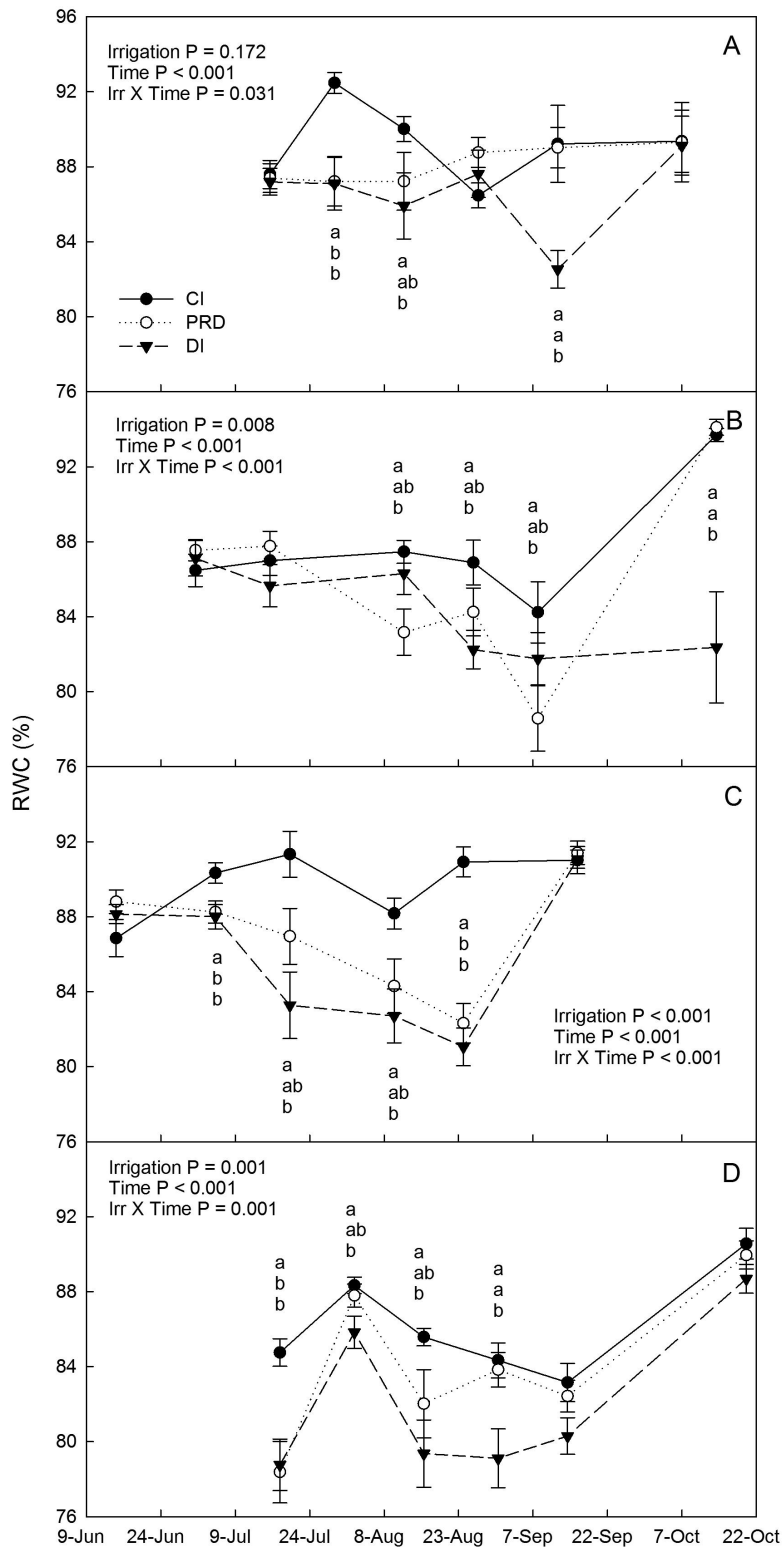 96
A
Irrigation P = 0.172
Time P < 0.001
Irr X Time P = 0.031
92
88
84
a
b
b
a
ab
b
a
a
b
80
CI
PRD
DI
76
B
Irrigation P = 0.008
Time P < 0.001
Irr X Time P < 0.001
92
88
84
80
a
ab
b
a
ab
b
a
ab
b
a
a
b
76
RWC (%)
C
92
88
84
80
a
b
b
a
ab
b
a
ab
b
a
b
b
Irrigation P < 0.001
Time P < 0.001
Irr X Time P < 0.001
76
D
Irrigation P = 0.001
Time P < 0.001
Irr X Time P = 0.001
92
88
84
80
a
b
b
a
ab
b
a
ab
b
a
a
b
76
9-Jun 24-Jun 9-Jul 24-Jul 8-Aug 23-Aug 7-Sep 22-Sep 7-Oct 22-Oct